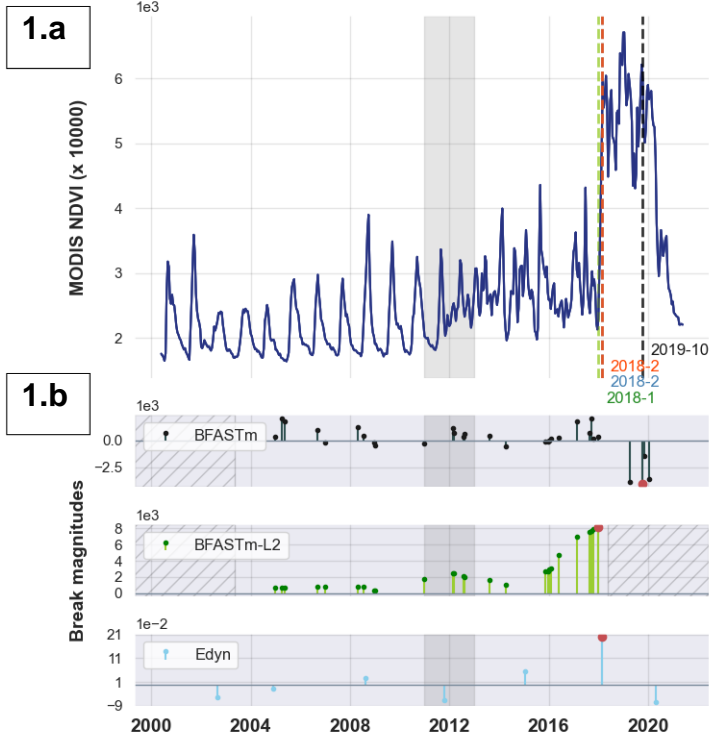 1.a
1e3
MODIS NDVI (x 10000)
6
5
4
3
2
2019-10
2018-2
2018-2
2018-1
1.b
1e3
0.0
−2.5
BFASTm
1e3
8
6
4
2
0
BFASTm-L2
Break magnitudes
1e−2
21
11
1
−9
Edyn
2000 2004 2008 2012 2016 2020